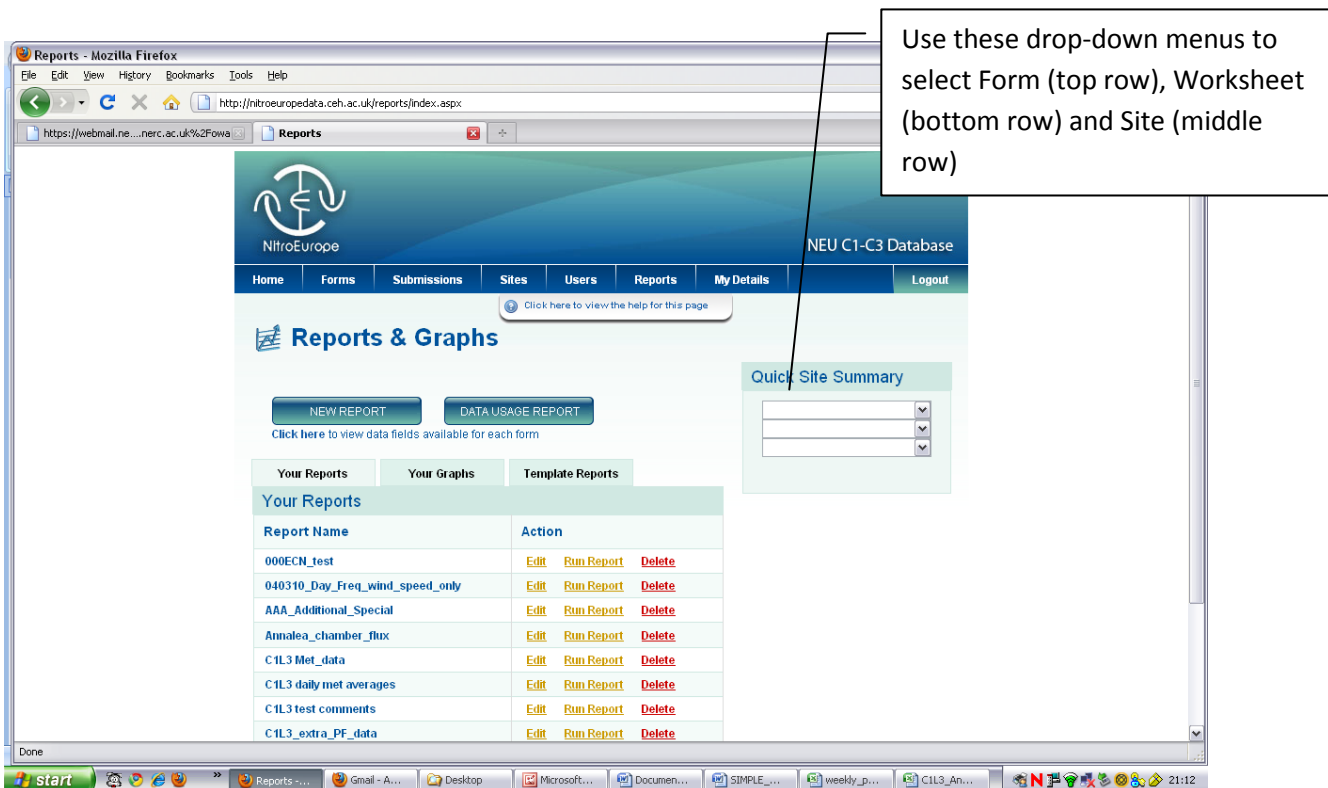 Use these drop-down menus to
select Form (top row), Worksheet
(bottom row) and Site (middle
row)
Reports - Mozilla Firefox
File Edit View History Bookmarks Tools Help
http://nitroeuropedata.ceh.ac.uk/reports/index.aspx
https://webmail.ne....nerc.ac.uk%2Fowa Reports
NitroEurope
NEU C1-C3 Database
Home Forms Submissions Sites Users Reports My Details Logout
Click here to view the help for this page
Reports & Graphs
Quick Site Summary
NEW REPORT DATA USAGE REPORT
Click here to view data fields available for each form
Your Reports Your Graphs Template Reports
Your Reports
Report Name Action
000ECN_test Edit Run Report Delete
040310_Day_Freq_wind_speed_only Edit Run Report Delete
AAA_Additional_Special Edit Run Report Delete
Annalea_chamber_flux Edit Run Report Delete
C1L3 Met_data Edit Run Report Delete
C1L3 daily met averages Edit Run Report Delete
C1L3 test comments Edit Run Report Delete
C1L3_extra_PF_data Edit Run Report Delete
Done
start Reports -... Gmail - A... Desktop Microsoft... Documen... SIMPLE_... weekly_p... C1L3_An... 21:12